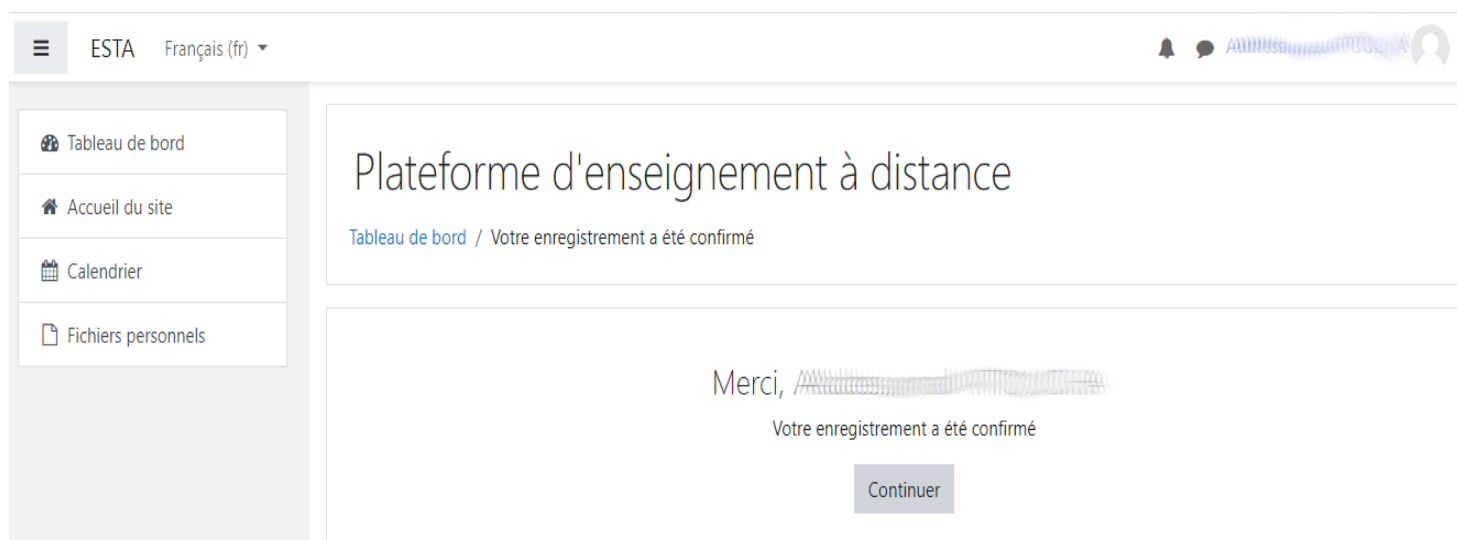 ESTA Français (fr)
Tableau de bord
Accueil du site
Calendrier
Fichiers personnels
Plateforme d'enseignement à distance
Tableau de bord / Votre enregistrement a été confirmé
Merci,
Votre enregistrement a été confirmé
Continuer